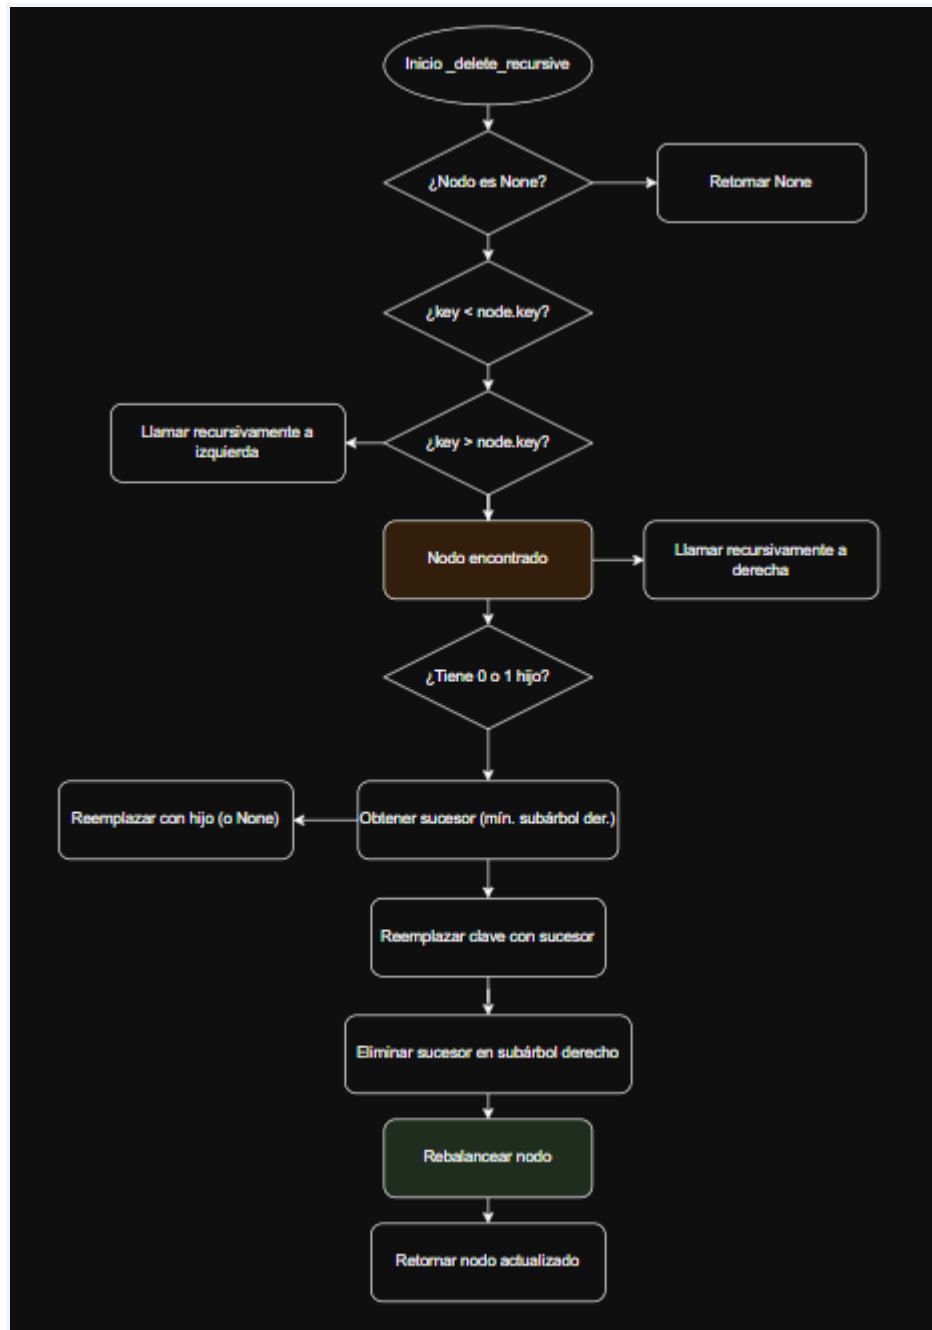 Inicio _delete_recursive
¿Nodo es None?
Retornar None
¿key < node.key?
Llamar recursivamente a
izquierda
¿key > node.key?
Nodo encontrado
Llamar recursivamente a
derecha
¿Tiene 0 o 1 hijo?
Reemplazar con hijo (o None)
Obtener sucesor (mín. subárbol der.)
Reemplazar clave con sucesor
Eliminar sucesor en subárbol derecho
Rebalancear nodo
Retornar nodo actualizado